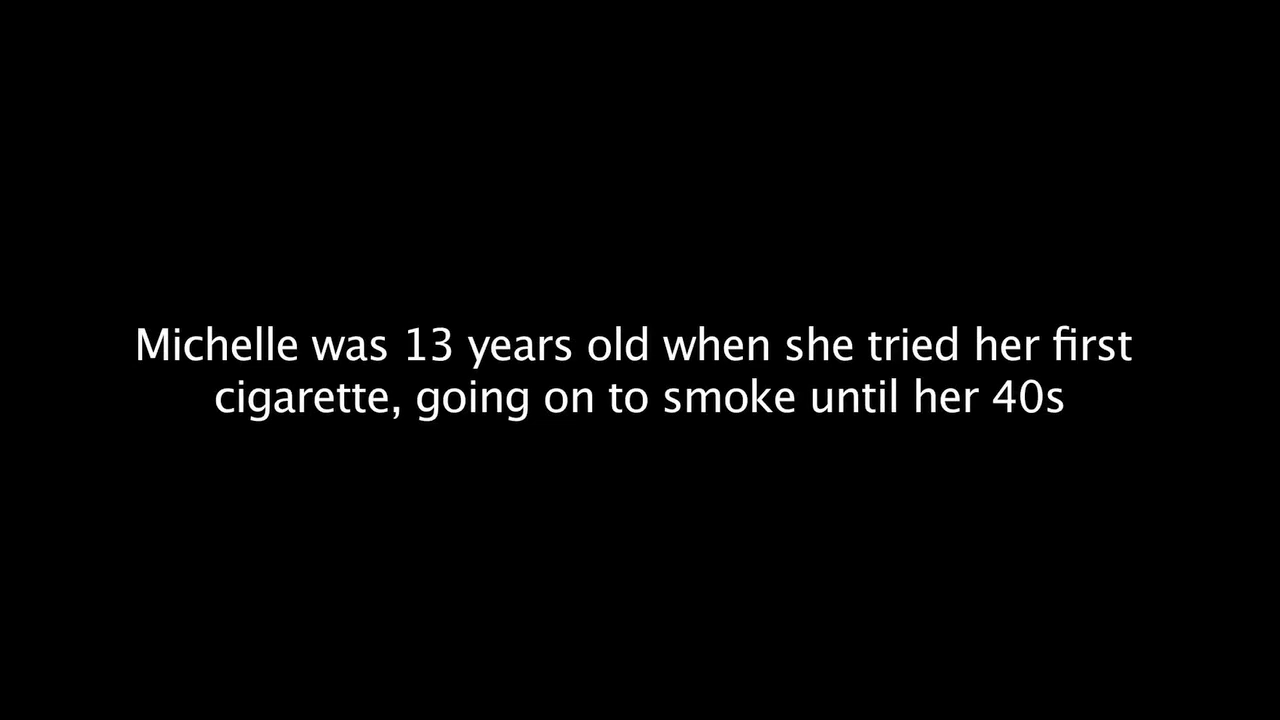 Michelle was 13 years old when she tried her first
cigarette, going on to smoke until her 40s